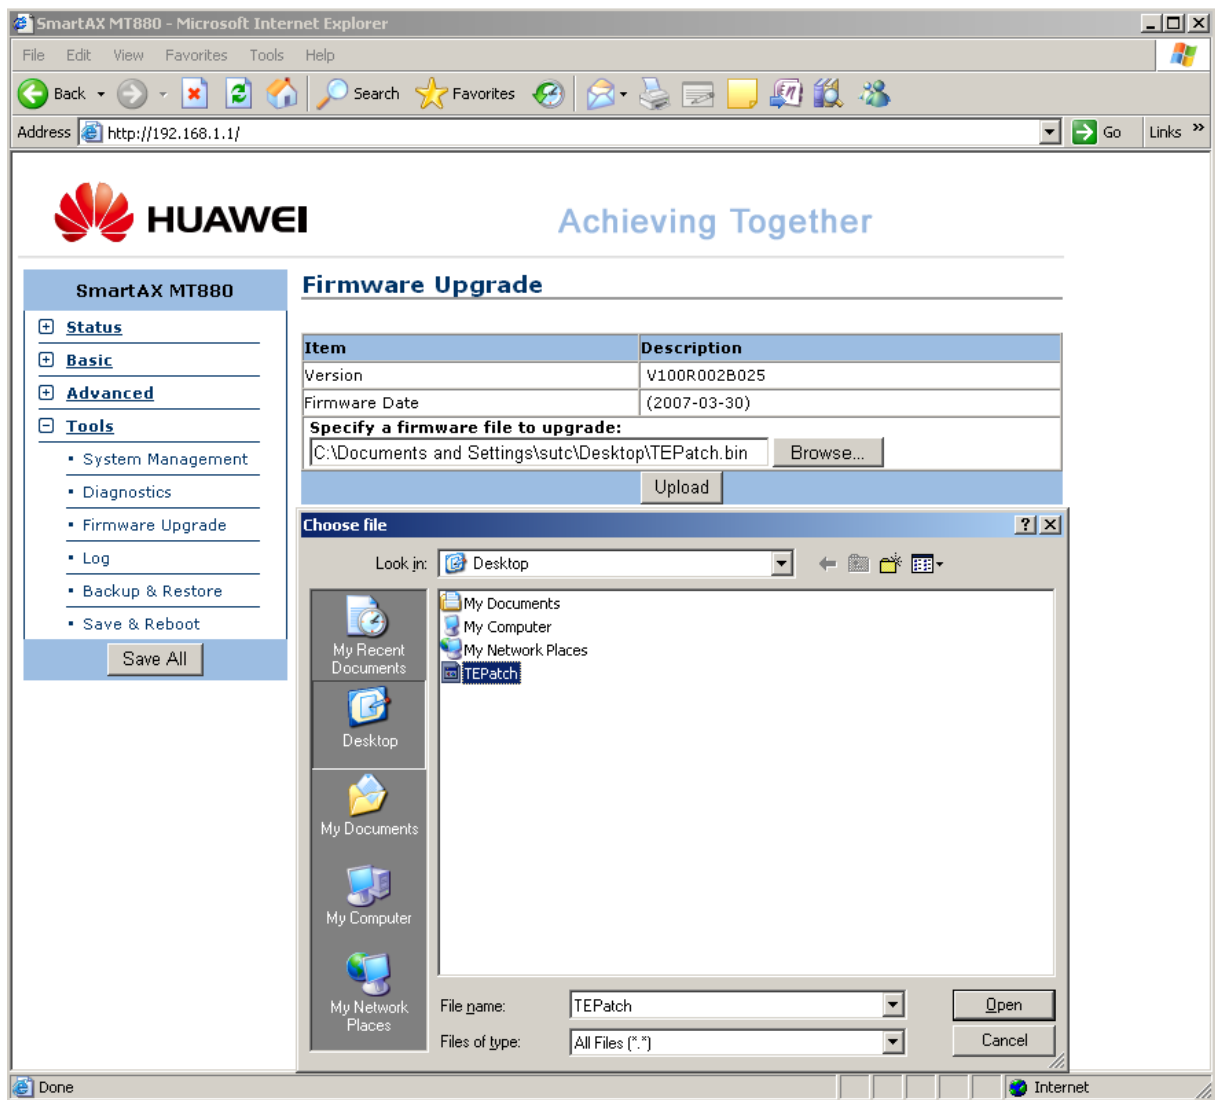 SmartAX MT880 - Microsoft Internet Explorer
File Edit View Favorites Tools Help
Back Search Favorites
Address http://192.168.1.1/ Go Links »
HUAWEI
Achieving Together
SmartAX MT880
Status
Basic
Advanced
Tools
System Management
Diagnostics
Firmware Upgrade
Log
Backup & Restore
Save & Reboot
Save All
Firmware Upgrade
Item Description
Version V100R002B025
Firmware Date (2007-03-30)
Specify a firmware file to upgrade:
C:\Documents and Settings\sutc\Desktop\TEPatch.bin Browse...
Upload
Choose file
Look in: Desktop
My Recent
Documents
Desktop
My Documents
My Computer
My Network
Places
My Documents
My Computer
My Network Places
TEPatch
File name: TEPatch Open
Files of type: All Files (*.*) Cancel
Done Internet